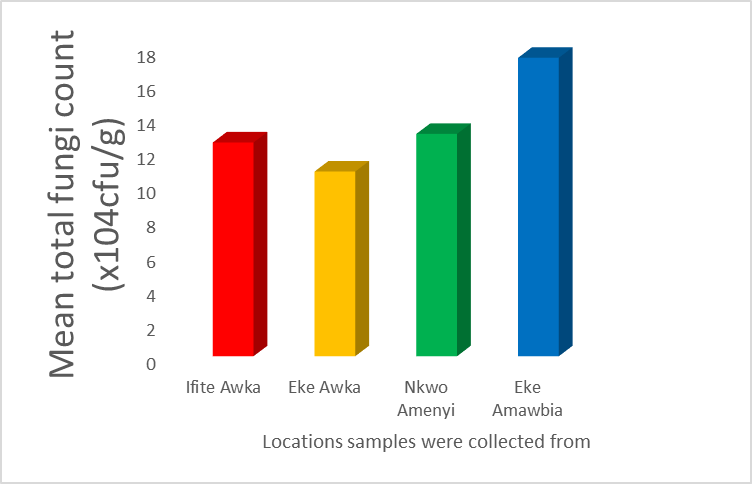 Mean total fungi count
(x104cfu/g)
18
16
14
12
10
8
6
4
2
0
Ifite Awka
Eke Awka
Nkwo
Amenyi
Eke
Amawbia
Locations samples were collected from